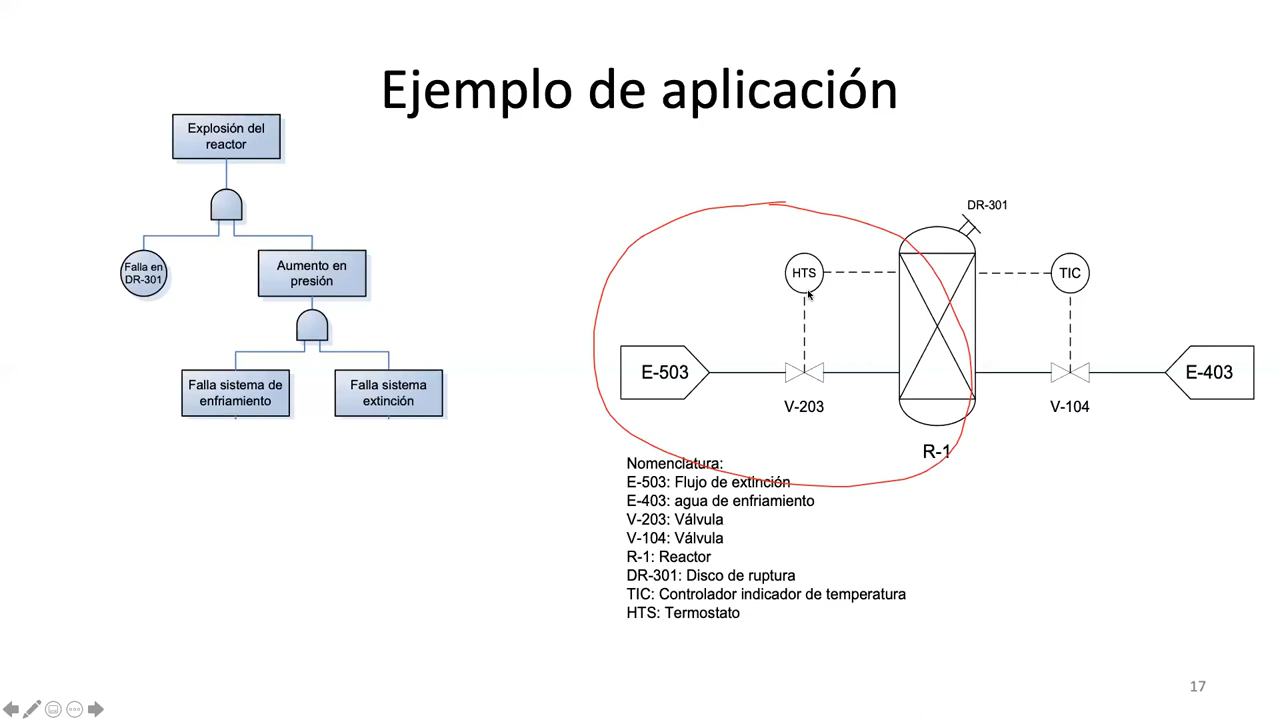 Ejemplo de aplicación
Explosión del
reactor
Falla en
DR-301
Aumento en
presión
Falla sistema de
enfriamiento
Falla sistema
extinción
DR-301
HTS
TIC
E-503
E-403
V-203
V-104
R-1
Nomenclatura:
E-503: Flujo de extinción
E-403: agua de enfriamiento
V-203: Válvula
V-104: Válvula
R-1: Reactor
DR-301: Disco de ruptura
TIC: Controlador indicador de temperatura
HTS: Termostato
17